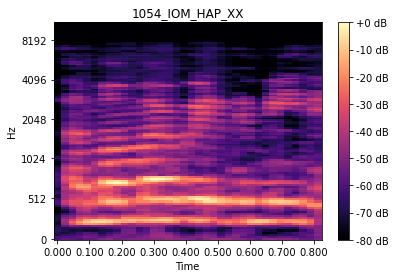 1054_IOM_HAP_XX
8192
4096
2048
1024
512
0
Hz
0.000 0.100 0.200 0.300 0.400 0.500 0.600 0.700 0.800
Time
+0 dB
-10 dB
-20 dB
-30 dB
-40 dB
-50 dB
-60 dB
-70 dB
-80 dB